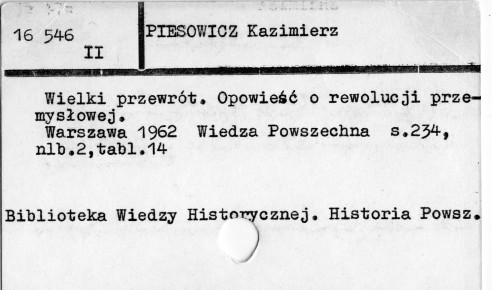 16 546
II
PIESOWICZ Kazimierz
Wielki przewrót. Opowieść o rewolucji prze-
mysłowej.
Warszawa 1962 Wiedza Powszechna s.234,
nlb.2,tabl.14
Biblioteka Wiedzy Historycznej. Historia Powsz.